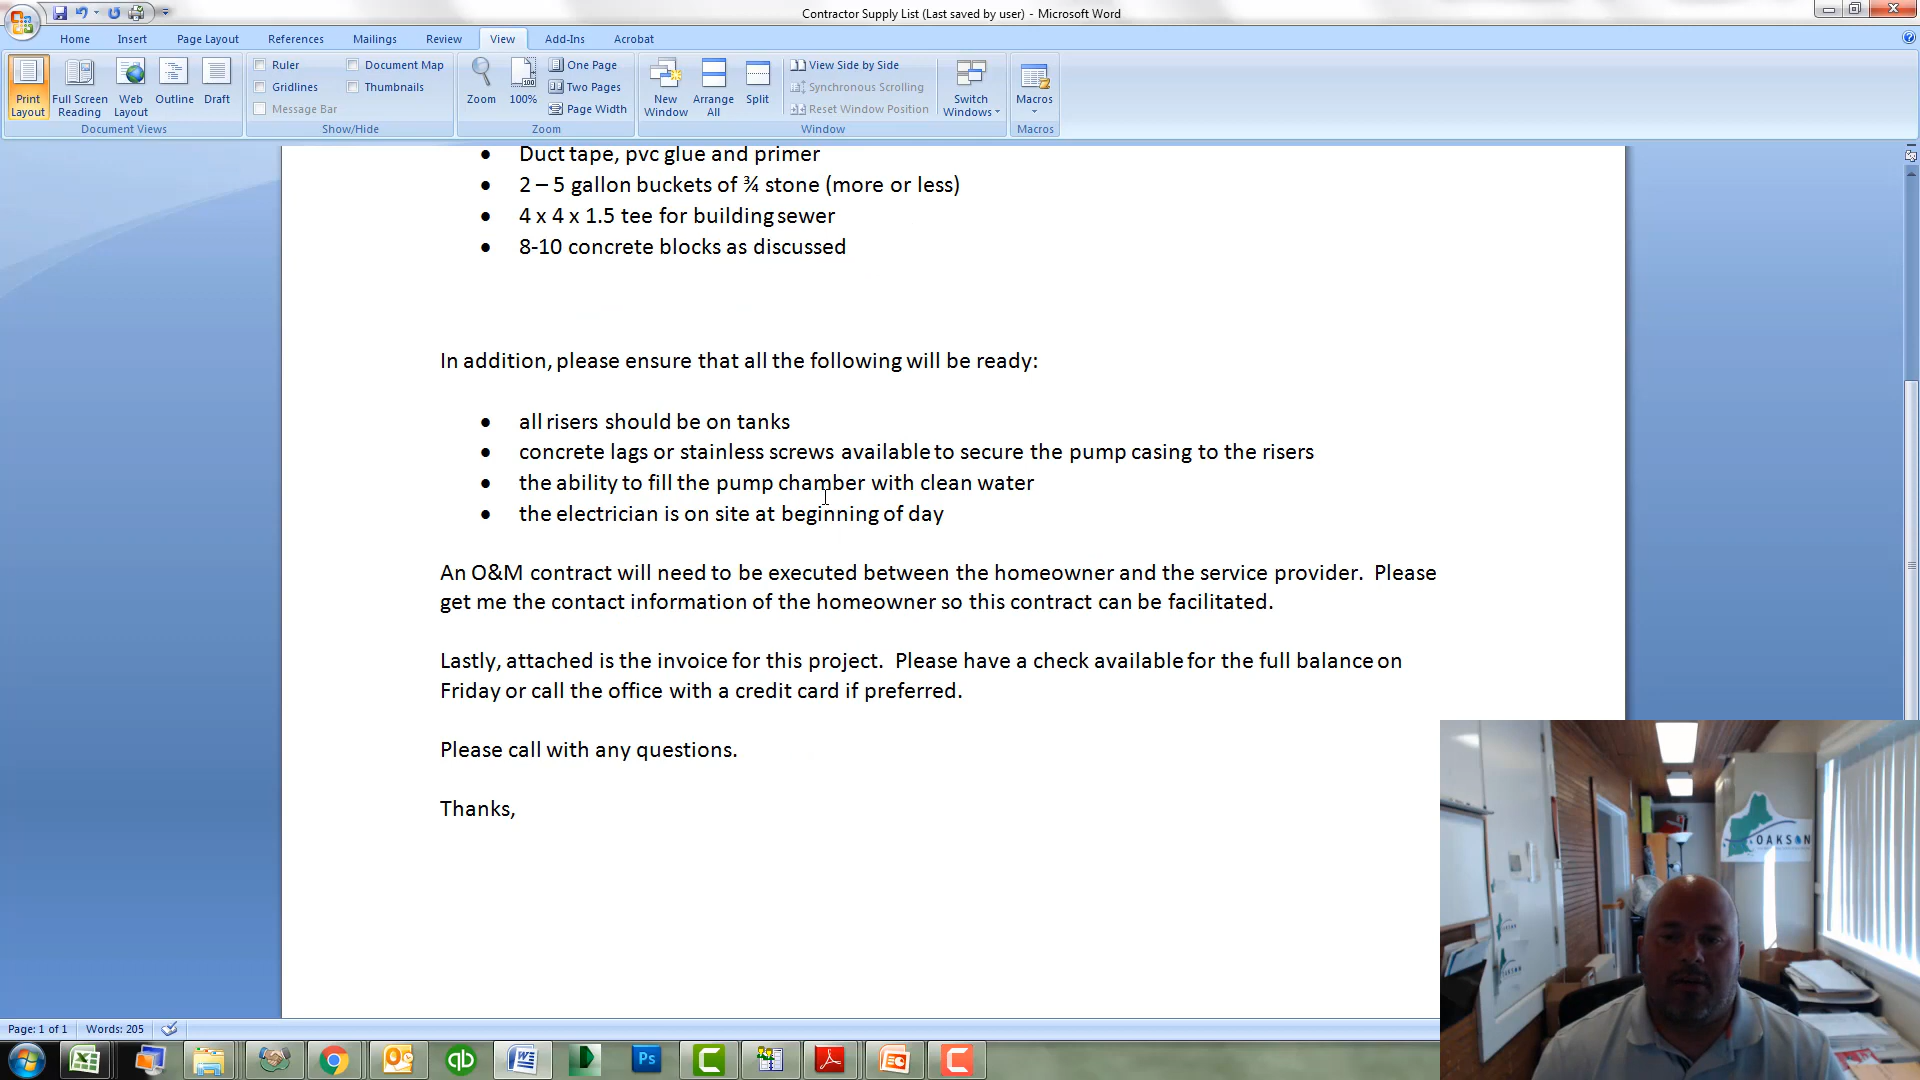 Contractor Supply List (Last saved by user) - Microsoft Word
Home Insert Page Layout References Mailings Review View Add-Ins Acrobat
Print Layout
Full Screen Reading
Web Layout
Outline
Draft
Document Views
Ruler
Gridlines
Message Bar
Document Map
Thumbnails
Show/Hide
Zoom
100%
One Page
Two Pages
Page Width
Zoom
New Window
Arrange All
Split
View Side by Side
Synchronous Scrolling
Reset Window Position
Window
Switch Windows
Macros
Macros
• Duct tape, pvc glue and primer
• 2 – 5 gallon buckets of ¾ stone (more or less)
• 4 x 4 x 1.5 tee for building sewer
• 8-10 concrete blocks as discussed
In addition, please ensure that all the following will be ready:
• all risers should be on tanks
• concrete lags or stainless screws available to secure the pump casing to the risers
• the ability to fill the pump chamber with clean water
• the electrician is on site at beginning of day
An O&M contract will need to be executed between the homeowner and the service provider. Please
get me the contact information of the homeowner so this contract can be facilitated.
Lastly, attached is the invoice for this project. Please have a check available for the full balance on
Friday or call the office with a credit card if preferred.
Please call with any questions.
Thanks,
OAKSON
Page: 1 of 1 Words: 205
qb
Ps